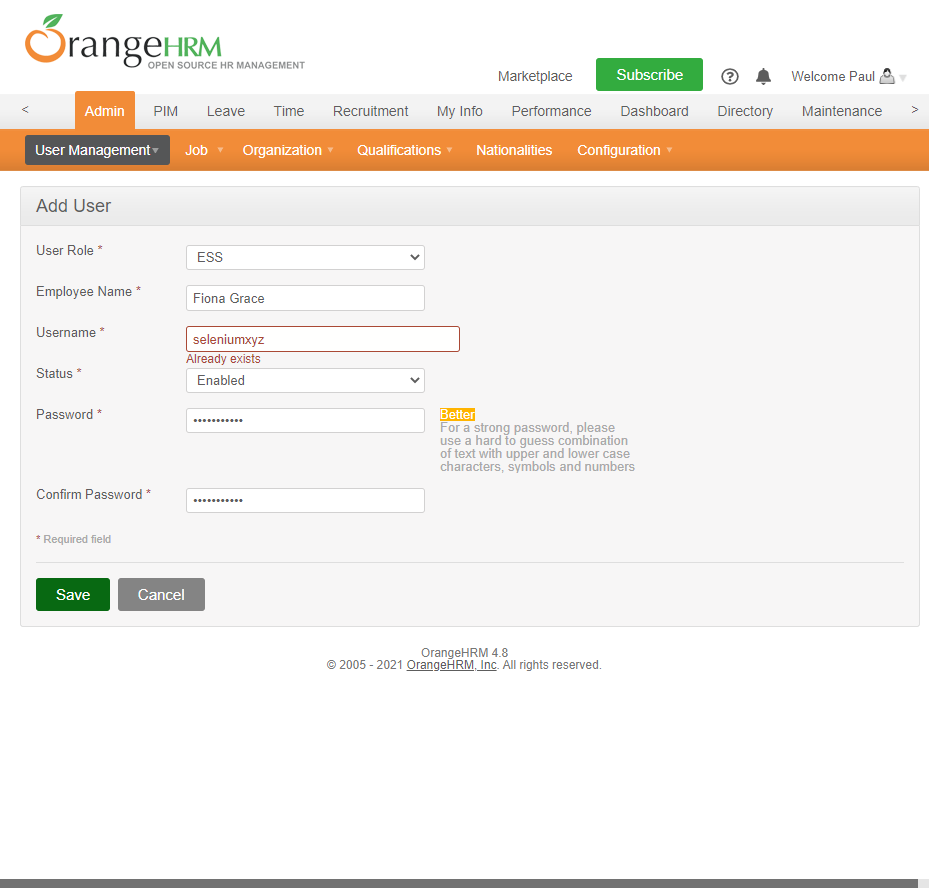 OrangeHRM
OPEN SOURCE HR MANAGEMENT
Marketplace Subscribe ? Welcome Paul
< Admin PIM Leave Time Recruitment My Info Performance Dashboard Directory Maintenance >
User Management Job Organization Qualifications Nationalities Configuration
Add User
User Role * ESS
Employee Name * Fiona Grace
Username * seleniumxyz
Already exists
Status * Enabled
Password * ••••••••••• Better
For a strong password, please
use a hard to guess combination
of text with upper and lower case
characters, symbols and numbers
Confirm Password * •••••••••••
* Required field
Save Cancel
OrangeHRM 4.8
© 2005 - 2021 OrangeHRM, Inc. All rights reserved.